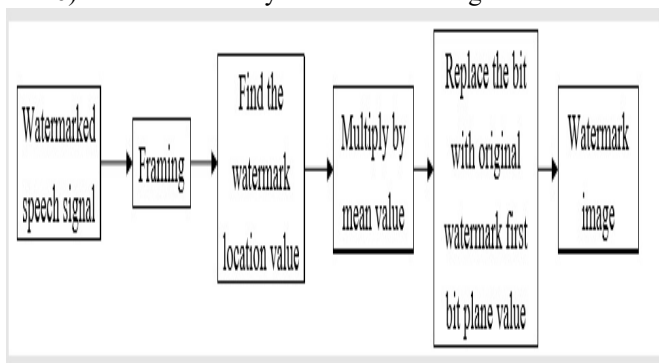 Watermarked
speech signal
Framing
Find the
watermark
location value
Multiply by
mean value
Replace the bit
with original
watermark first
bit plane value
Watermark
image